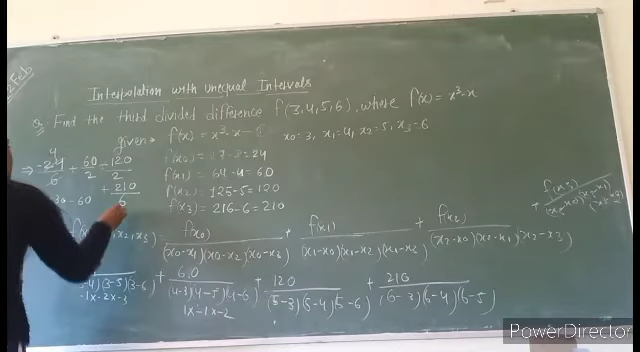 Feb
Interpolation with unequal Intervals
Q. Find the third divided difference f(3,4,5,6), where f(x) = x³-x
given → f(x) = x³-x x0=3, x1=4, x2=5, x3=6
f(x0) = 27-3=24
f(x1) = 64-4=60
f(x2) = 125-5=120
f(x3) = 216-6=210
⇒ -24/6 + 60/2 - 120/2
+ 210/6
30-60
x2,x3) = f(x0)/(x0-x1)(x0-x2)(x0-x3) + f(x1)/(x1-x0)(x1-x2)(x1-x3) + f(x2)/(x2-x0)(x2-x1)(x2-x3) + f(x3)/(x3-x0)(x3-x1)(x3-x2)
4)(3-5)(3-6) + 60/(4-3)(4-5)(4-6) + 120/(5-3)(5-4)(5-6) + 210/(6-3)(6-4)(6-5)
-1x-2x-3 1x-1x-2
PowerDirector